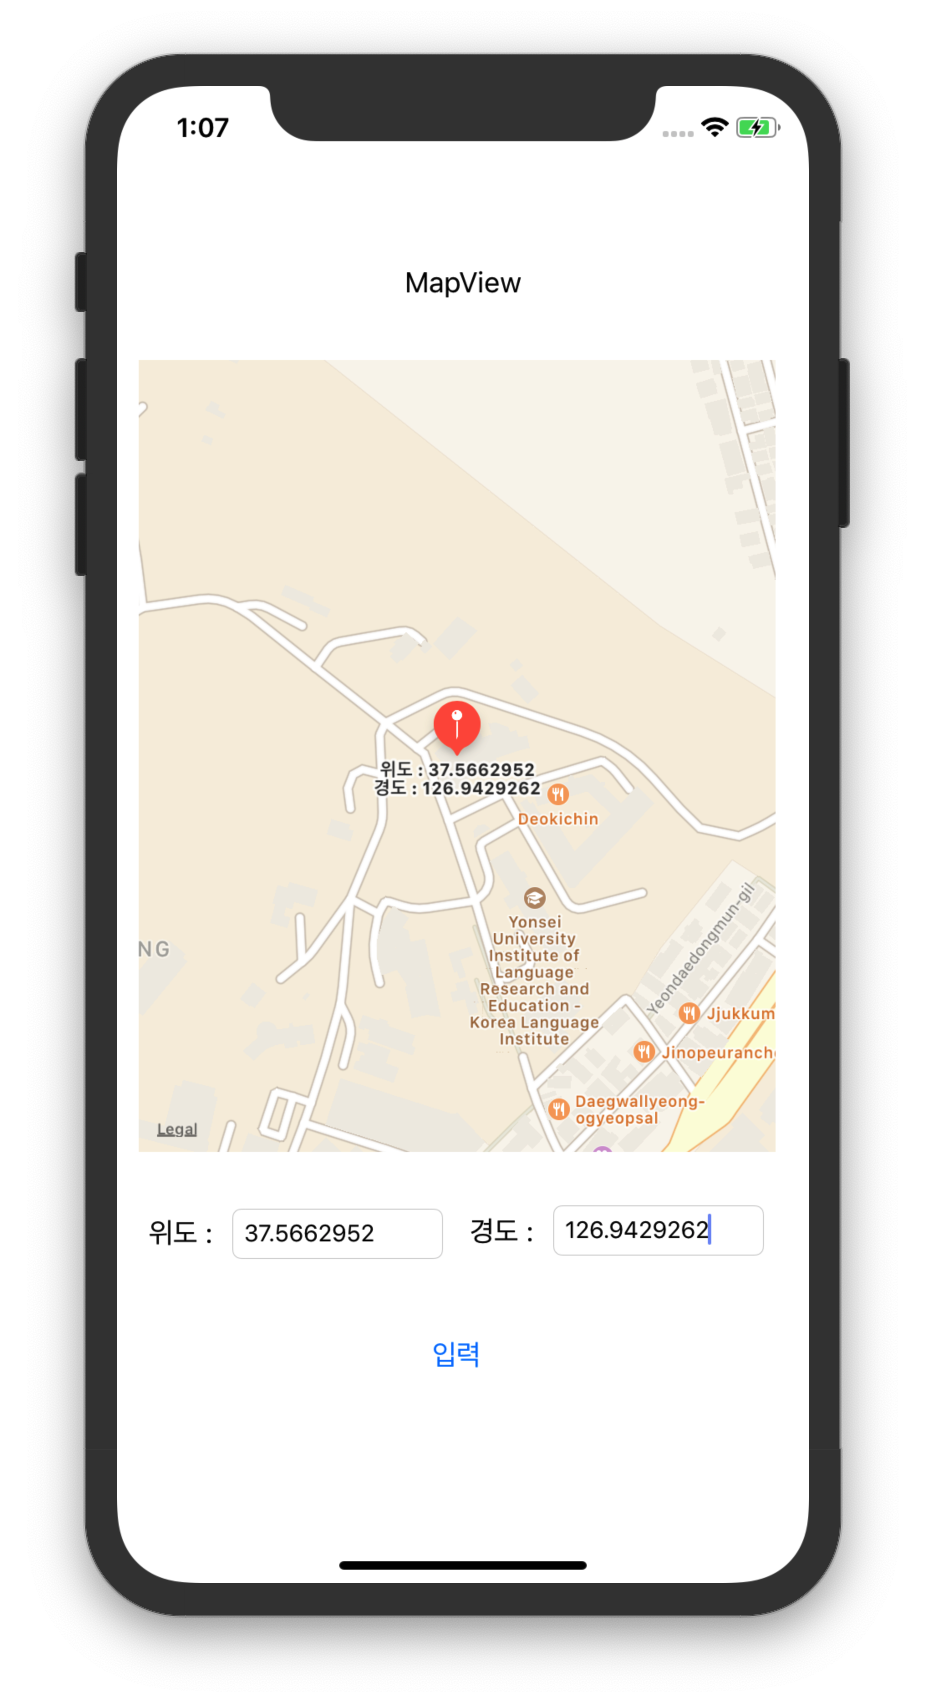 1:07
MapView
위도 : 37.5662952
경도 : 126.9429262
Deokichin
Yonsei
University
Institute of
Language
Research and
Education -
Korea Language
Institute
NG
Yeondaedongmun-gil
Jjukkum
Jinopeuranch
Daegwallyeong-
ogyeopsal
Legal
위도 : 37.5662952 경도 : 126.9429262
입력